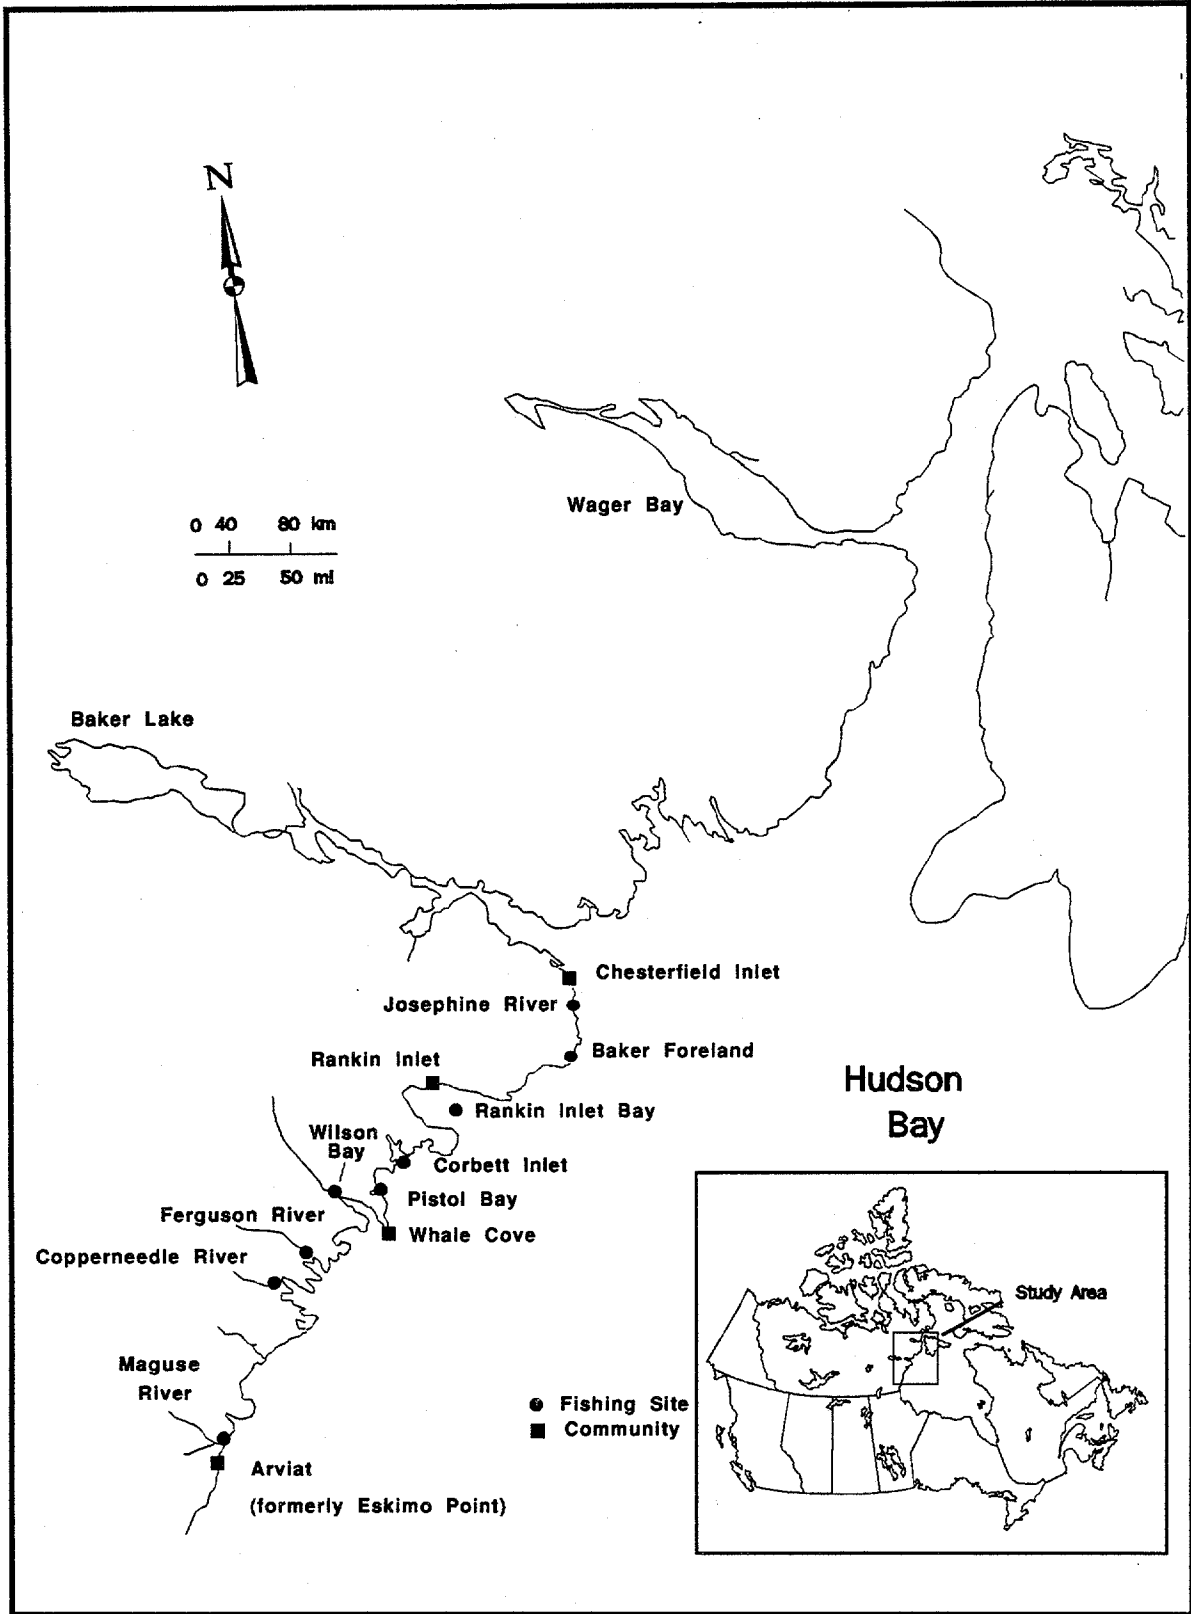 N
Wager Bay
0 40 80 km
0 25 50 mi
Baker Lake
Chesterfield Inlet
Josephine River
Baker Foreland
Rankin Inlet
Hudson
Bay
Rankin Inlet Bay
Wilson
Bay
Corbett Inlet
Pistol Bay
Ferguson River
Whale Cove
Copperneedle River
Study Area
Maguse
River
Fishing Site
Community
Arviat
(formerly Eskimo Point)